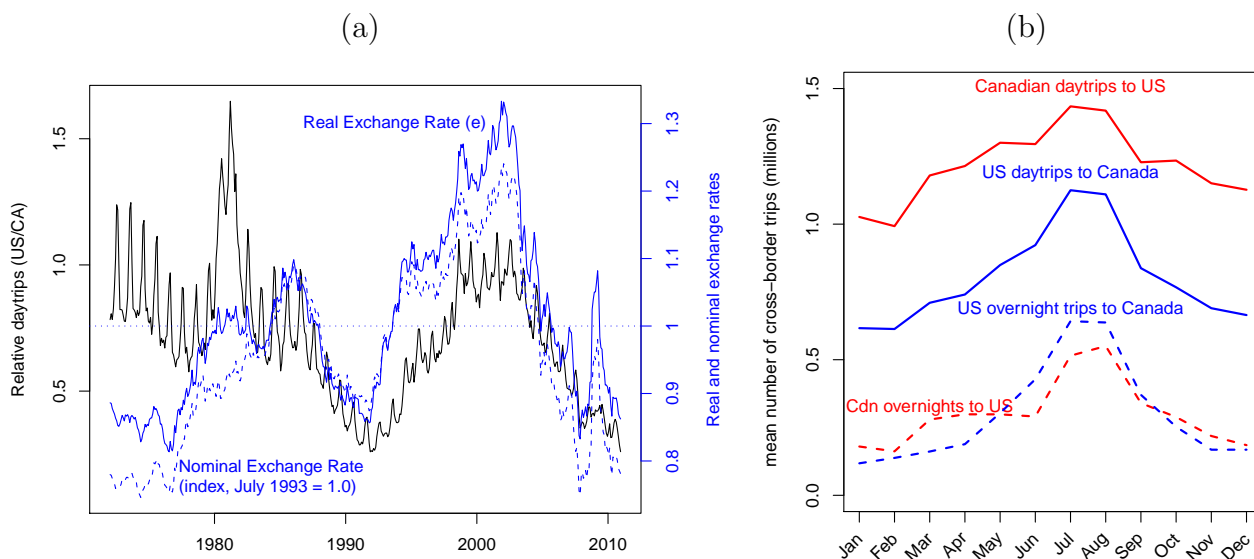 (a)
Relative daytrips (US/CA)
0.5
1.0
1.5
Real Exchange Rate (e)
Nominal Exchange Rate
(index, July 1993 = 1.0)
1980
1990
2000
2010
0.8
0.9
1
1.1
1.2
1.3
Real and nominal exchange rates
(b)
mean number of cross−border trips (millions)
0.0
0.5
1.0
1.5
Canadian daytrips to US
US daytrips to Canada
US overnight trips to Canada
Cdn overnights to US
Jan
Feb
Mar
Apr
May
Jun
Jul
Aug
Sep
Oct
Nov
Dec